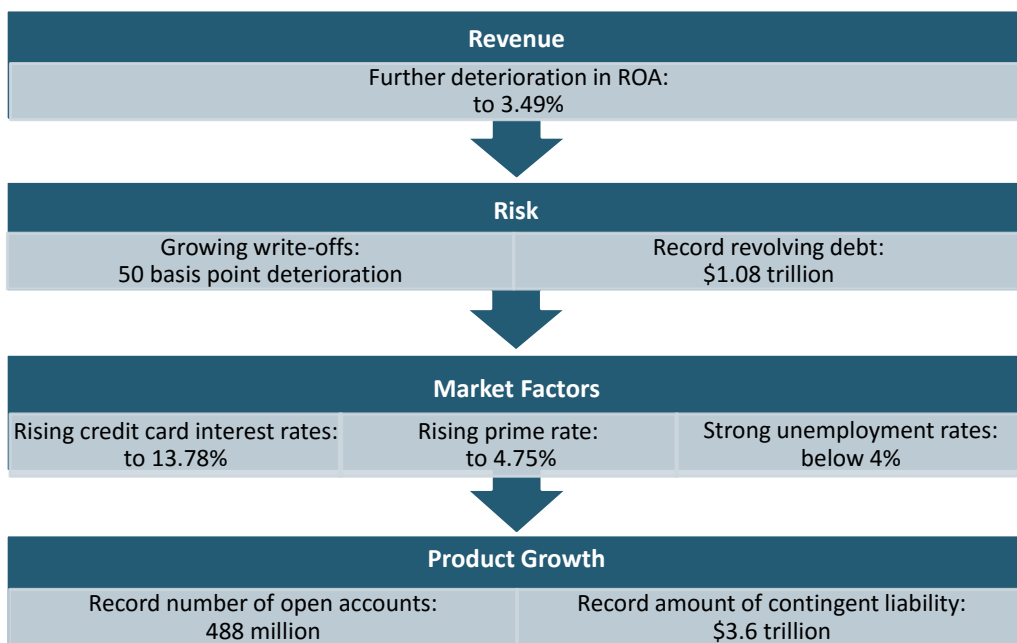 Revenue
Further deterioration in ROA:
to 3.49%
Risk
Growing write-offs:
50 basis point deterioration
Record revolving debt:
$1.08 trillion
Market Factors
Rising credit card interest rates:
to 13.78%
Rising prime rate:
to 4.75%
Strong unemployment rates:
below 4%
Product Growth
Record number of open accounts:
488 million
Record amount of contingent liability:
$3.6 trillion